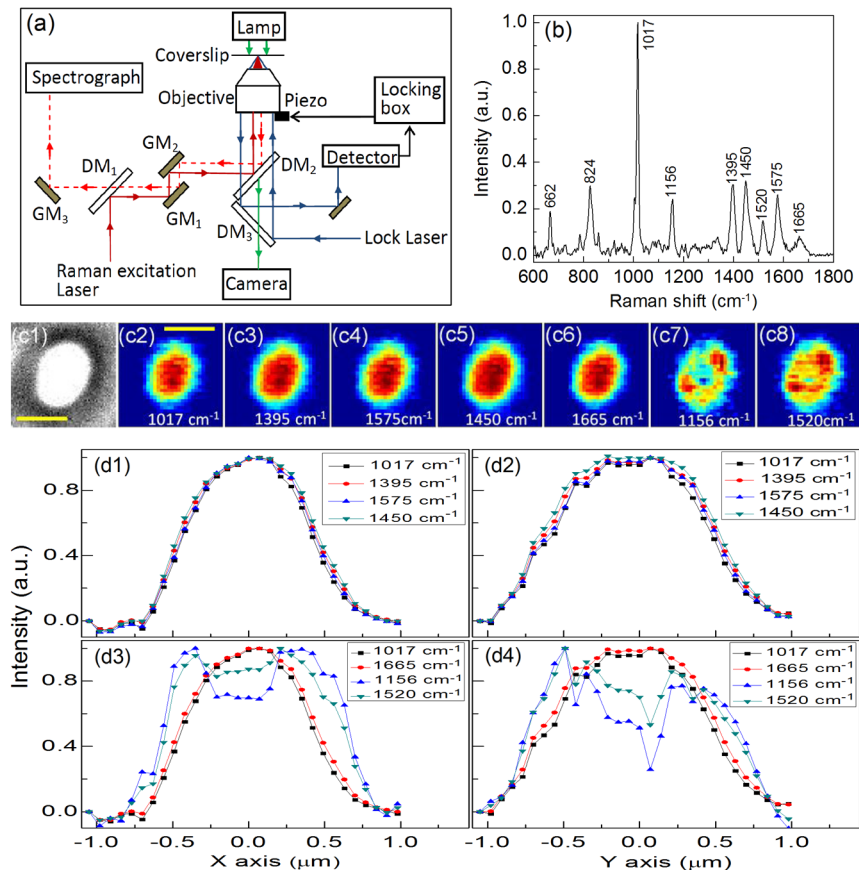 (a)
Lamp
Coverslip
Spectrograph
Objective
Piezo
Locking
box
GM2
DM1
DM2
Detector
GM3
GM1
DM3
Lock Laser
Raman excitation
Laser
Camera
(b)
Intensity (a.u.)
1.0
0.8
0.6
0.4
0.2
0.0
662
824
1017
1156
1395
1450
1520
1575
1665
600 800 1000 1200 1400 1600 1800
Raman shift (cm-1)
(c1) (c2) (c3) (c4) (c5) (c6) (c7) (c8)
1017 cm-1 1395 cm-1 1575cm-1 1450 cm-1 1665 cm-1 1156 cm-1 1520cm-1
Intensity (a.u.)
(d1)
1017 cm-1
1395 cm-1
1575 cm-1
1450 cm-1
0.8
0.4
0.0
(d2)
1017 cm-1
1395 cm-1
1575 cm-1
1450 cm-1
(d3)
1017 cm-1
1665 cm-1
1156 cm-1
1520 cm-1
0.8
0.4
0.0
(d4)
1017 cm-1
1665 cm-1
1156 cm-1
1520 cm-1
-1.0 -0.5 0.0 0.5 1.0
X axis (μm)
-1.0 -0.5 0.0 0.5 1.0
Y axis (μm)